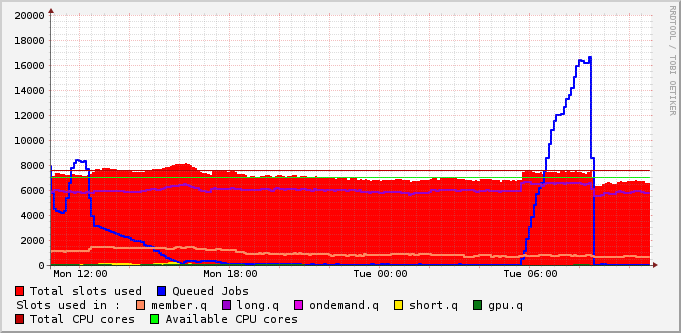 20000
18000
16000
14000
12000
10000
8000
6000
4000
2000
0
Mon 12:00 Mon 18:00 Tue 00:00 Tue 06:00
Total slots used Queued Jobs
Slots used in : member.q long.q ondemand.q short.q gpu.q
Total CPU cores Available CPU cores
RRDTOOL / TOBI OETIKER